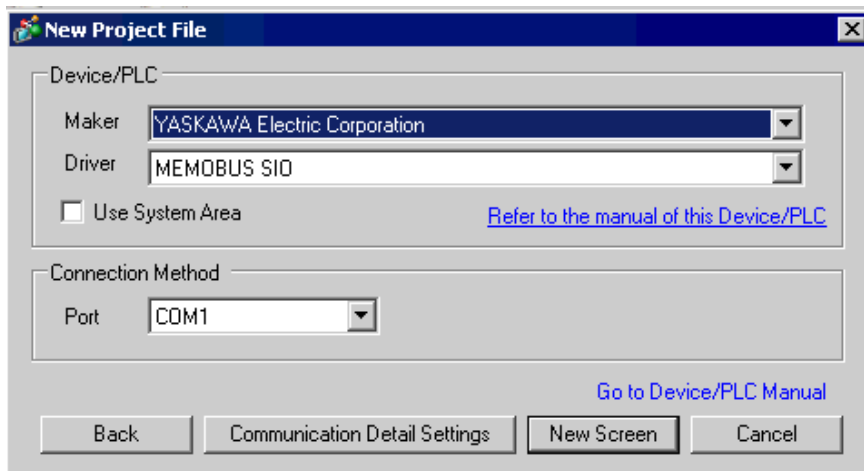 New Project File
Device/PLC
Maker YASKAWA Electric Corporation
Driver MEMOBUS SIO
Use System Area Refer to the manual of this Device/PLC
Connection Method
Port COM1
Go to Device/PLC Manual
Back Communication Detail Settings New Screen Cancel